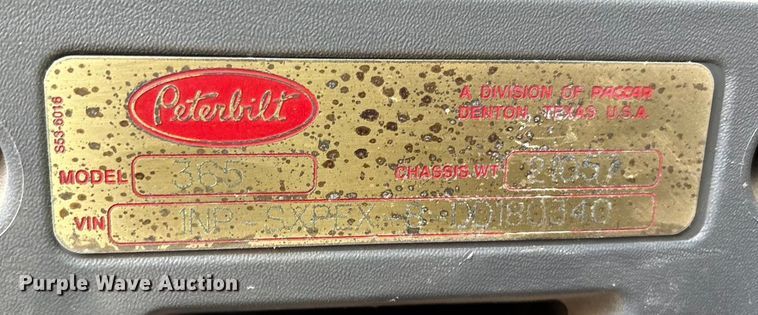 S53-6016
Peterbilt
A DIVISION OF PACCAR
DENTON, TEXAS U.S.A.
MODEL 365
CHASSIS WT. 21057
VIN 1NP-SXPEX-X-DD180340
Purple Wave Auction